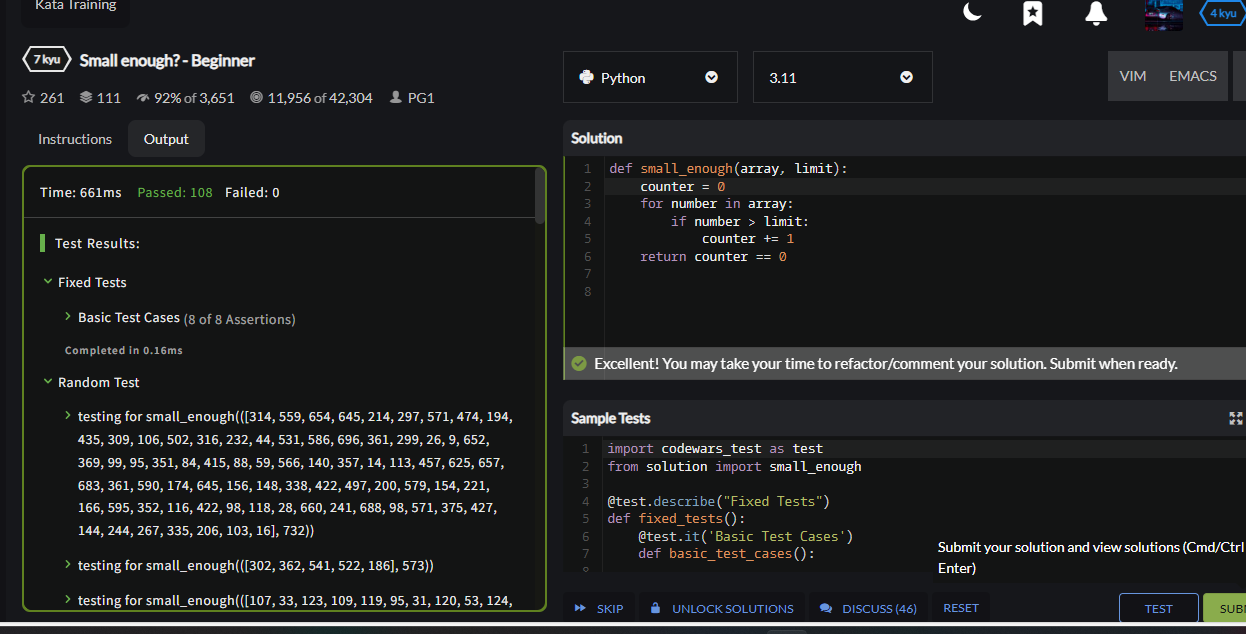 Kata Training
4 kyu
7 kyu Small enough? - Beginner
261 111 92% of 3,651 11,956 of 42,304 PG1
Instructions Output
Time: 661ms Passed: 108 Failed: 0
Test Results:
Fixed Tests
Basic Test Cases (8 of 8 Assertions)
Completed in 0.16ms
Random Test
testing for small_enough(([314, 559, 654, 645, 214, 297, 571, 474, 194,
435, 309, 106, 502, 316, 232, 44, 531, 586, 696, 361, 299, 26, 9, 652,
369, 99, 95, 351, 84, 415, 88, 59, 566, 140, 357, 14, 113, 457, 625, 657,
683, 361, 590, 174, 645, 156, 148, 338, 422, 497, 200, 579, 154, 221,
166, 595, 352, 116, 422, 98, 118, 28, 660, 241, 688, 98, 571, 375, 427,
144, 244, 267, 335, 206, 103, 16], 732))
testing for small_enough(([302, 362, 541, 522, 186], 573))
testing for small_enough(([107, 33, 123, 109, 119, 95, 31, 120, 53, 124,
Python 3.11 VIM EMACS
Solution
1 def small_enough(array, limit):
2 counter = 0
3 for number in array:
4 if number > limit:
5 counter += 1
6 return counter == 0
7
8
Excellent! You may take your time to refactor/comment your solution. Submit when ready.
Sample Tests
1 import codewars_test as test
2 from solution import small_enough
3
4 @test.describe("Fixed Tests")
5 def fixed_tests():
6 @test.it('Basic Test Cases')
7 def basic_test_cases():
Submit your solution and view solutions (Cmd/Ctrl
Enter)
SKIP UNLOCK SOLUTIONS DISCUSS (46) RESET TEST SUB